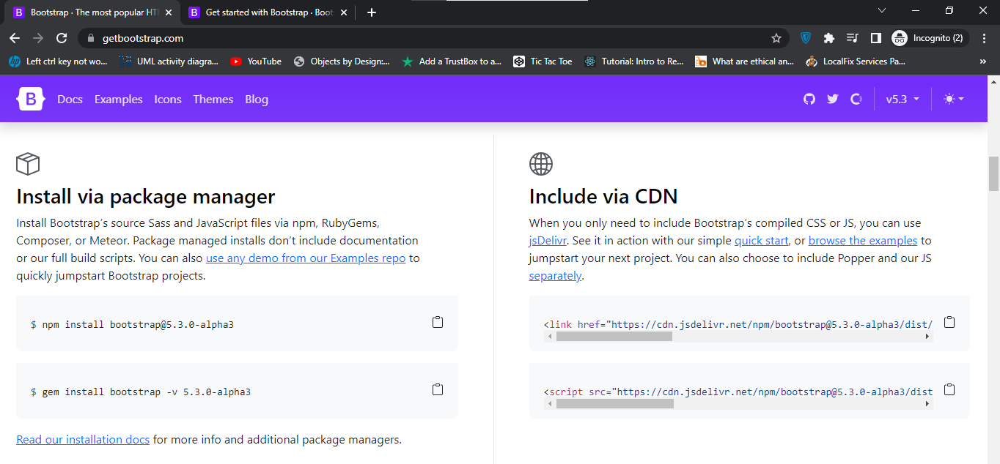 Bootstrap · The most popular HT
Get started with Bootstrap · Boot
getbootstrap.com
Incognito (2)
Left ctrl key not wo...
UML activity diagra...
YouTube
Objects by Design:...
Add a TrustBox to a...
Tic Tac Toe
Tutorial: Intro to Re...
What are ethical an...
LocalFix Services Pa...
»
B
Docs
Examples
Icons
Themes
Blog
v5.3
Install via package manager
Install Bootstrap’s source Sass and JavaScript files via npm, RubyGems,
Composer, or Meteor. Package managed installs don’t include documentation
or our full build scripts. You can also use any demo from our Examples repo to
quickly jumpstart Bootstrap projects.
$ npm install bootstrap@5.3.0-alpha3
$ gem install bootstrap -v 5.3.0-alpha3
Read our installation docs for more info and additional package managers.
Include via CDN
When you only need to include Bootstrap’s compiled CSS or JS, you can use
jsDelivr. See it in action with our simple quick start, or browse the examples to
jumpstart your next project. You can also choose to include Popper and our JS
separately.
<link href="https://cdn.jsdelivr.net/npm/bootstrap@5.3.0-alpha3/dist/
<script src="https://cdn.jsdelivr.net/npm/bootstrap@5.3.0-alpha3/dist